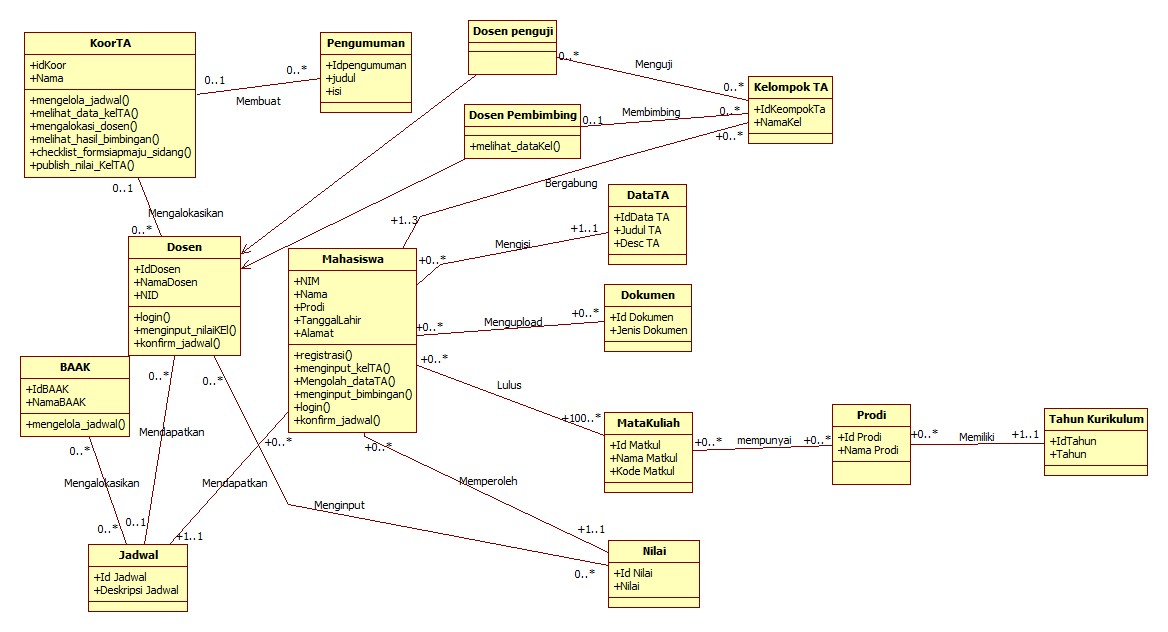 KoorTA
+idKoor
+Nama
+mengelola_jadwal()
+melihat_data_kelTA()
+mengalokasi_dosen()
+melihat_hasil_bimbingan()
+checklist_formsiapmaju_sidang()
+publish_nilai_KelTA()
0..1
Membuat
0..*
Pengumuman
+Idpengumuman
+judul
+isi
Dosen penguji
0..*
Menguji
0..*
Kelompok TA
+IdKeompokTa
+NamaKel
Dosen Pembimbing
+melihat_dataKel()
0..1
Membimbing
0..*
+0..*
Bergabung
+1..3
0..1
Mengalokasikan
0..*
Dosen
+IdDosen
+NamaDosen
+NID
+login()
+menginput_nilaiKEl()
+konfirm_jadwal()
Mahasiswa
+NIM
+Nama
+Prodi
+TanggalLahir
+Alamat
+registrasi()
+menginput_kelTA()
+Mengolah_dataTA()
+menginput_bimbingan()
+login()
+konfirm_jadwal()
+0..*
Mengisi
+1..1
DataTA
+IdData TA
+Judul TA
+Desc TA
+0..*
Mengupload
+0..*
Dokumen
+Id Dokumen
+Jenis Dokumen
+0..*
Lulus
+100..*
MataKuliah
+Id Matkul
+Nama Matkul
+Kode Matkul
+0..*
mempunyai
+0..*
Prodi
+Id Prodi
+Nama Prodi
+0..*
Memiliki
+1..1
Tahun Kurikulum
+IdTahun
+Tahun
BAAK
+IdBAAK
+NamaBAAK
+mengelola_jadwal()
0..*
Mengalokasikan
0..*
0..*
Mendapatkan
0..1
0..*
Menginput
0..*
+0..*
Mendapatkan
+1..1
+0..*
Memperoleh
+1..1
Jadwal
+Id Jadwal
+Deskripsi Jadwal
Nilai
+Id Nilai
+Nilai